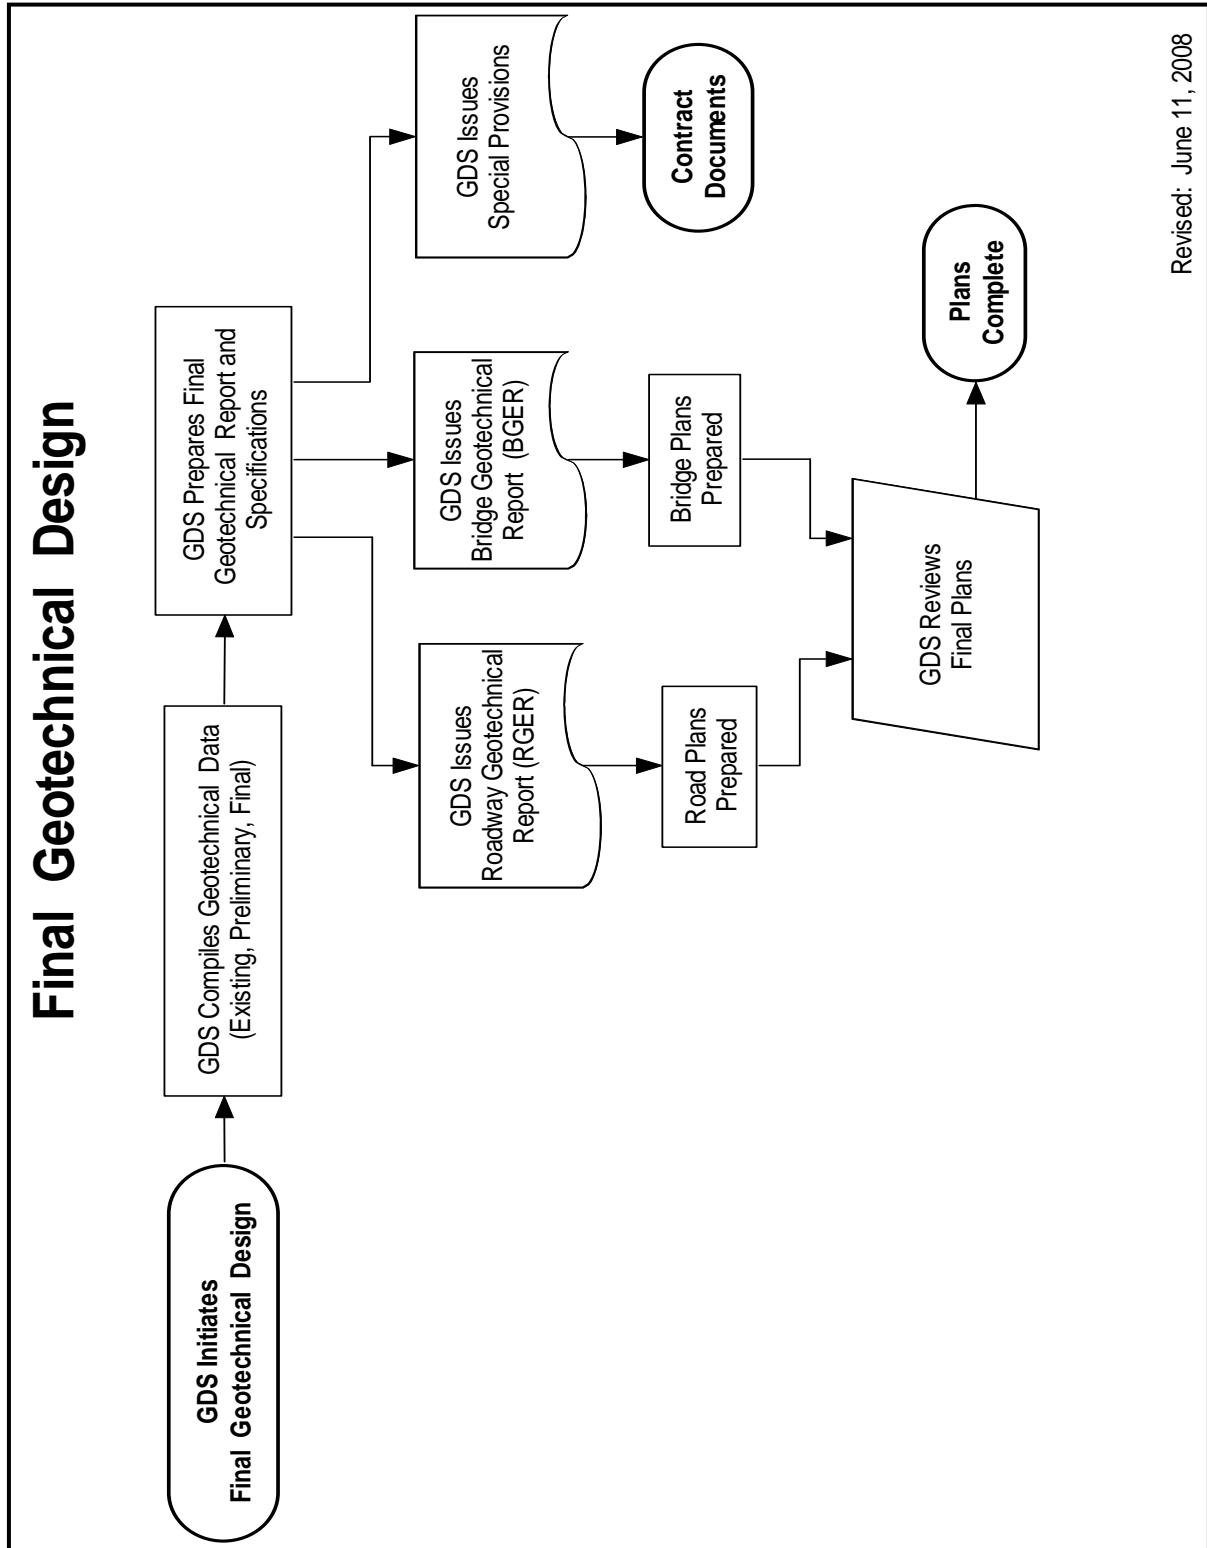 Final Geotechnical Design
GDS Initiates
Final Geotechnical Design
GDS Compiles Geotechnical Data
(Existing, Preliminary, Final)
GDS Prepares Final
Geotechnical Report and
Specifications
GDS Issues
Roadway Geotechnical
Report (RGER)
GDS Issues
Bridge Geotechnical
Report (BGER)
GDS Issues
Special Provisions
Road Plans
Prepared
Bridge Plans
Prepared
Contract
Documents
GDS Reviews
Final Plans
Plans
Complete
Revised: June 11, 2008